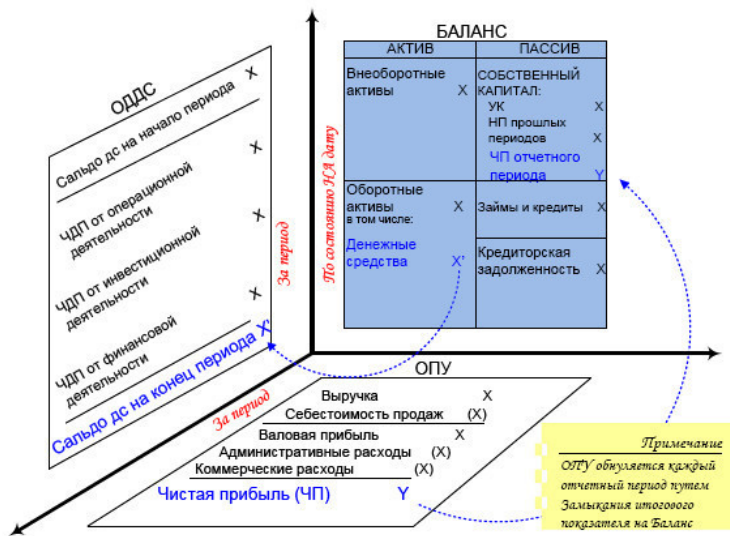 ОДДС
Сальдо дс на начало периода X
ЧДП от операционной X
деятельности
ЧДП от инвестиционной X
деятельности
ЧДП от финансовой X
деятельности
Сальдо дс на конец периода X'
За период
По состоянию НА дату
БАЛАНС
АКТИВ
ПАССИВ
Внеоборотные
активы X
СОБСТВЕННЫЙ
КАПИТАЛ:
УК X
НП прошлых
периодов X
ЧП отчетного
периода Y
Оборотные
активы X
в том числе:
Денежные
средства X'
Займы и кредиты X
Кредиторская
задолженность X
За период
ОПУ
Выручка X
Себестоимость продаж (X)
Валовая прибыль X
Административные расходы (X)
Коммерческие расходы (X)
Чистая прибыль (ЧП) Y
Примечание
ОПУ обнуляется каждый
отчетный период путем
Замыкания итогового
показателя на Баланс